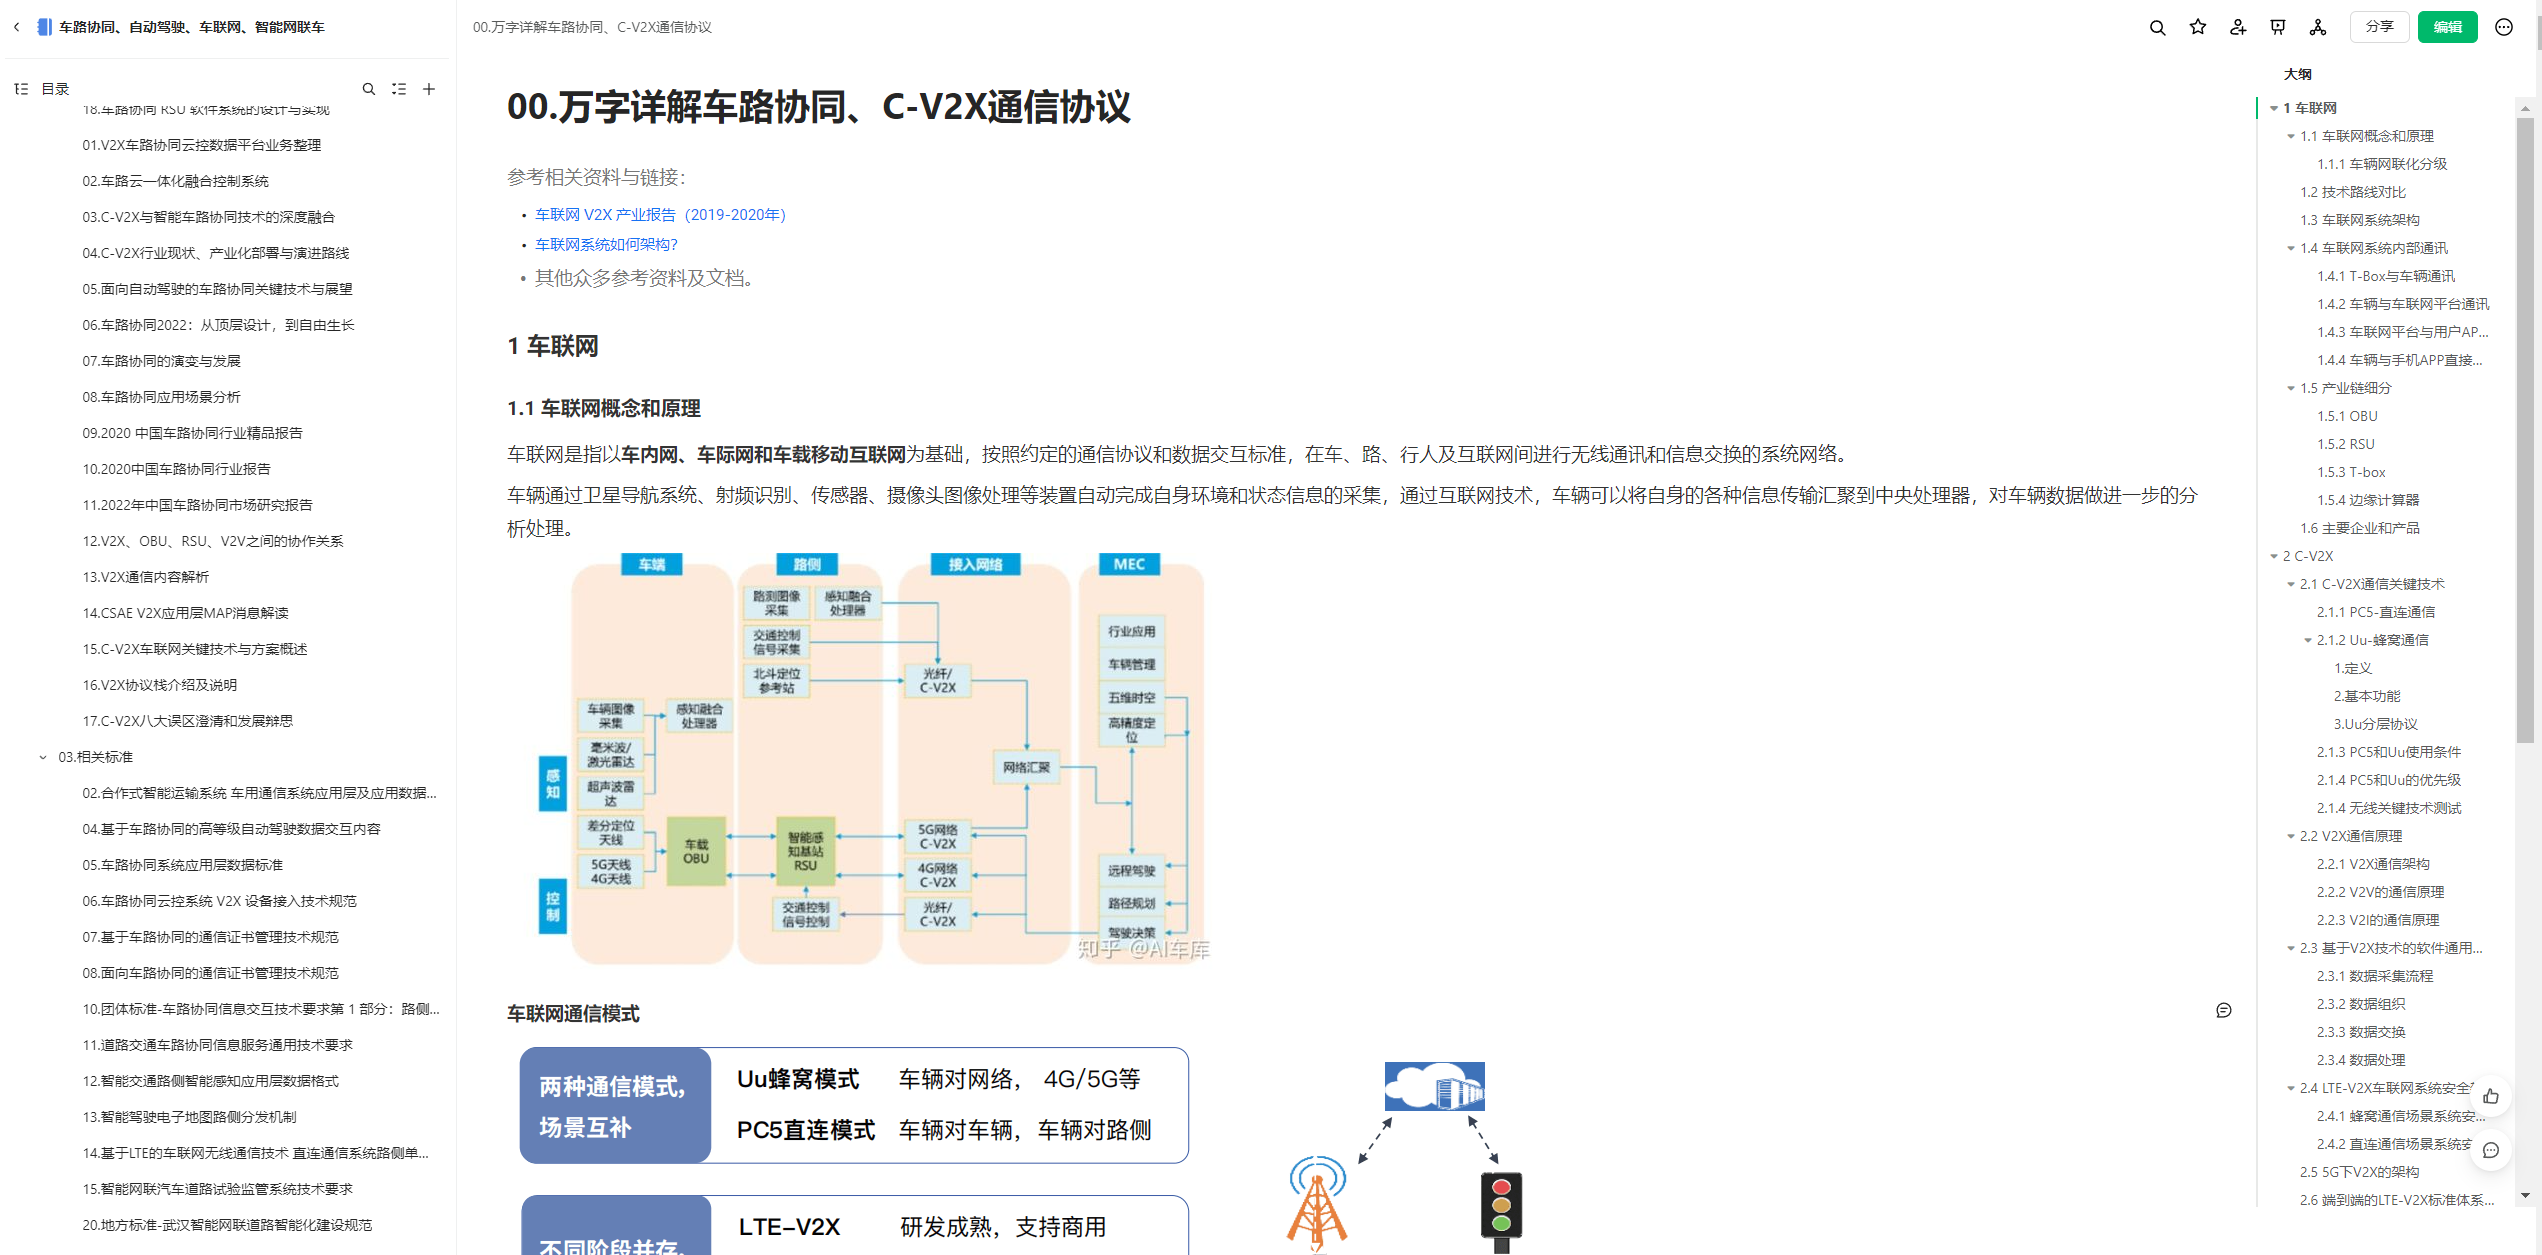 车路协同、自动驾驶、车联网、智能网联车
目录
18.车路协同 RSU 软件系统的设计与实现
01.V2X车路协同云控数据平台业务整理
02.车路云一体化融合控制系统
03.C-V2X与智能车路协同技术的深度融合
04.C-V2X行业现状、产业化部署与演进路线
05.面向自动驾驶的车路协同关键技术与展望
06.车路协同2022：从顶层设计，到自由生长
07.车路协同的演变与发展
08.车路协同应用场景分析
09.2020 中国车路协同行业精品报告
10.2020中国车路协同行业报告
11.2022年中国车路协同市场研究报告
12.V2X、OBU、RSU、V2V之间的协作关系
13.V2X通信内容解析
14.CSAE V2X应用层MAP消息解读
15.C-V2X车联网关键技术与方案概述
16.V2X协议栈介绍及说明
17.C-V2X八大误区澄清和发展辩思
03.相关标准
02.合作式智能运输系统 车用通信系统应用层及应用数据...
04.基于车路协同的高等级自动驾驶数据交互内容
05.车路协同系统应用层数据标准
06.车路协同云控系统 V2X 设备接入技术规范
07.基于车路协同的通信证书管理技术规范
08.面向车路协同的通信证书管理技术规范
10.团体标准-车路协同信息交互技术要求第 1 部分：路侧...
11.道路交通车路协同信息服务通用技术要求
12.智能交通路侧智能感知应用层数据格式
13.智能驾驶电子地图路侧分发机制
14.基于LTE的车联网无线通信技术 直连通信系统路侧单...
15.智能网联汽车道路试验监管系统技术要求
20.地方标准-武汉智能网联道路智能化建设规范
00.万字详解车路协同、C-V2X通信协议
分享
编辑
00.万字详解车路协同、C-V2X通信协议
参考相关资料与链接：
• 车联网 V2X 产业报告（2019-2020年）
• 车联网系统如何架构?
• 其他众多参考资料及文档。
1 车联网
1.1 车联网概念和原理
车联网是指以车内网、车际网和车载移动互联网为基础，按照约定的通信协议和数据交互标准，在车、路、行人及互联网间进行无线通讯和信息交换的系统网络。
车辆通过卫星导航系统、射频识别、传感器、摄像头图像处理等装置自动完成自身环境和状态信息的采集，通过互联网技术，车辆可以将自身的各种信息传输汇聚到中央处理器，对车辆数据做进一步的分
析处理。
车端
路侧
接入网络
MEC
路测图像
采集
感知融合
处理器
交通控制
信号采集
北斗定位
参考站
光纤/
C-V2X
行业应用
车辆管理
五维时空
高精度定
位
车辆图像
采集
感知融合
处理器
毫米波/
激光雷达
超声波雷
达
感
知
网络汇聚
差分定位
天线
5G天线
4G天线
车载
OBU
智能感
知基站
RSU
5G网络
C-V2X
4G网络
C-V2X
光纤/
C-V2X
交通控制
信号控制
控
制
远程驾驶
路径规划
驾驶决策
知乎 @AI车库
车联网通信模式
两种通信模式，
场景互补
Uu蜂窝模式 车辆对网络， 4G/5G等
PC5直连模式 车辆对车辆，车辆对路侧
不同阶段并存，
LTE-V2X 研发成熟，支持商用
大纲
1 车联网
1.1 车联网概念和原理
1.1.1 车辆网联化分级
1.2 技术路线对比
1.3 车联网系统架构
1.4 车联网系统内部通讯
1.4.1 T-Box与车辆通讯
1.4.2 车辆与车联网平台通讯
1.4.3 车联网平台与用户AP...
1.4.4 车辆与手机APP直接...
1.5 产业链细分
1.5.1 OBU
1.5.2 RSU
1.5.3 T-box
1.5.4 边缘计算器
1.6 主要企业和产品
2 C-V2X
2.1 C-V2X通信关键技术
2.1.1 PC5-直连通信
2.1.2 Uu-蜂窝通信
1.定义
2.基本功能
3.Uu分层协议
2.1.3 PC5和Uu使用条件
2.1.4 PC5和Uu的优先级
2.1.4 无线关键技术测试
2.2 V2X通信原理
2.2.1 V2X通信架构
2.2.2 V2V的通信原理
2.2.3 V2I的通信原理
2.3 基于V2X技术的软件通用...
2.3.1 数据采集流程
2.3.2 数据组织
2.3.3 数据交换
2.3.4 数据处理
2.4 LTE-V2X车联网系统安全
2.4.1 蜂窝通信场景系统安...
2.4.2 直连通信场景系统安
2.5 5G下V2X的架构
2.6 端到端的LTE-V2X标准体系...